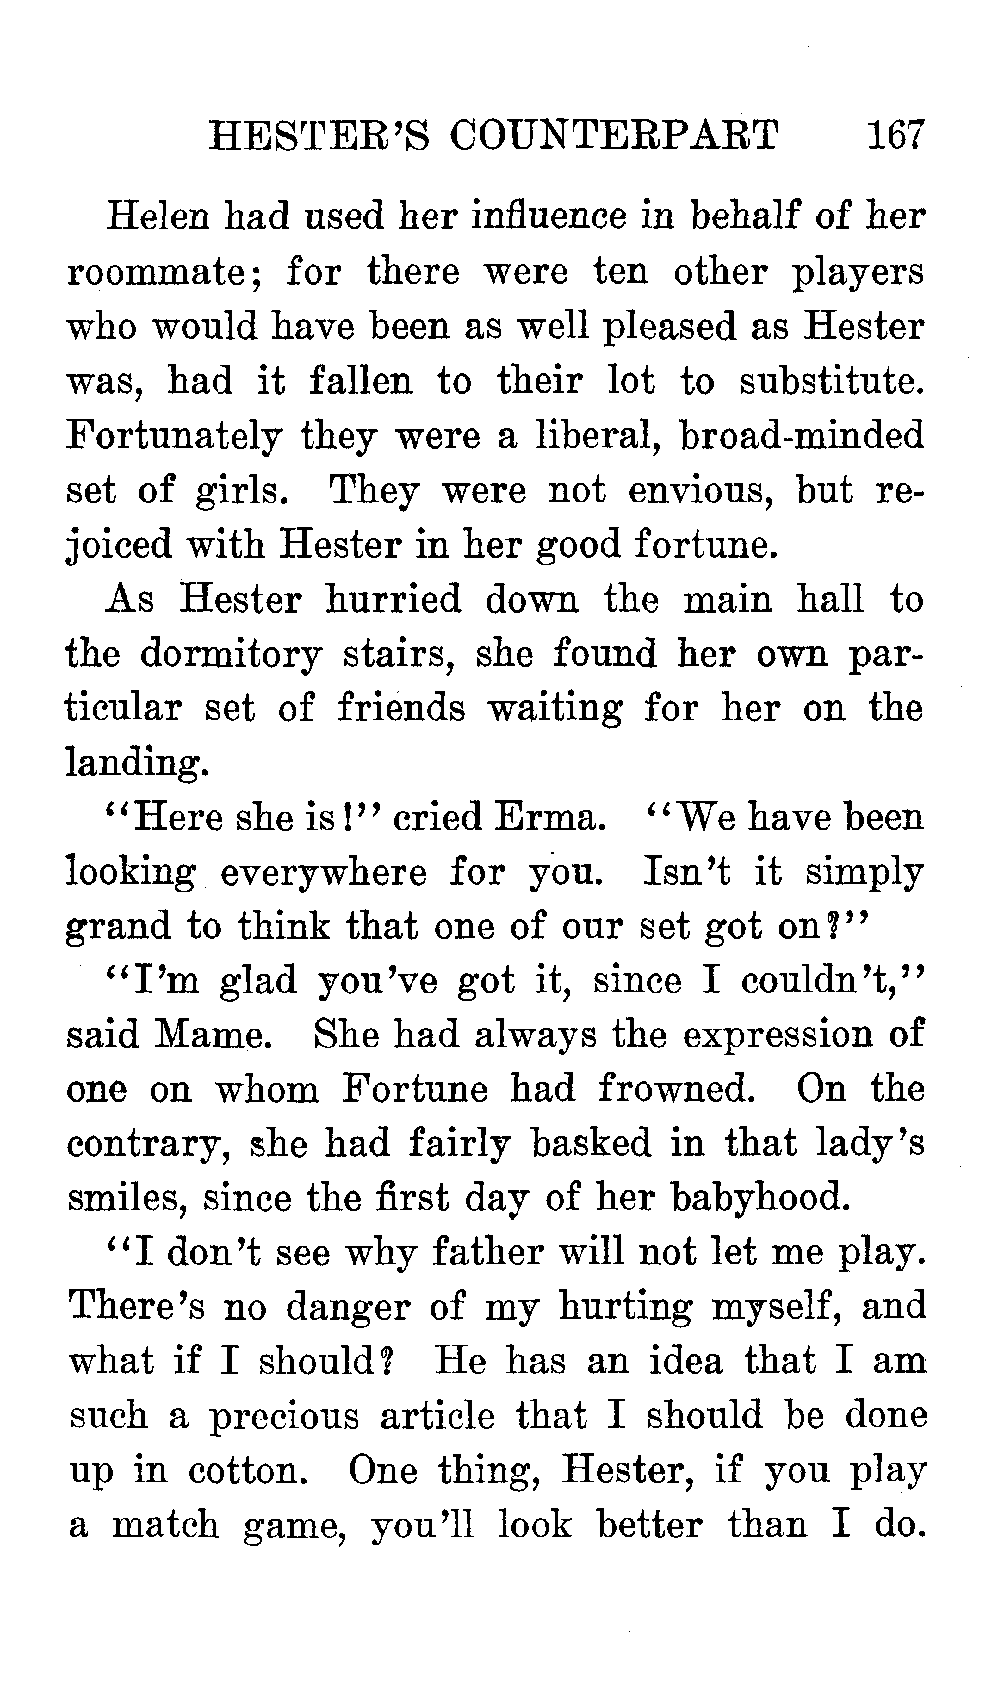 HESTER'S COUNTERPART 167
Helen had used her influence in behalf of her
roommate; for there were ten other players
who would have been as well pleased as Hester
was, had it fallen to their lot to substitute.
Fortunately they were a liberal, broad-minded
set of girls. They were not envious, but re-
joiced with Hester in her good fortune.
As Hester hurried down the main hall to
the dormitory stairs, she found her own par-
ticular set of friends waiting for her on the
landing.
"Here she is!" cried Erma. "We have been
looking everywhere for you. Isn't it simply
grand to think that one of our set got on?"
"I'm glad you've got it, since I couldn't,"
said Mame. She had always the expression of
one on whom Fortune had frowned. On the
contrary, she had fairly basked in that lady's
smiles, since the first day of her babyhood.
"I don't see why father will not let me play.
There's no danger of my hurting myself, and
what if I should? He has an idea that I am
such a precious article that I should be done
up in cotton. One thing, Hester, if you play
a match game, you'll look better than I do.